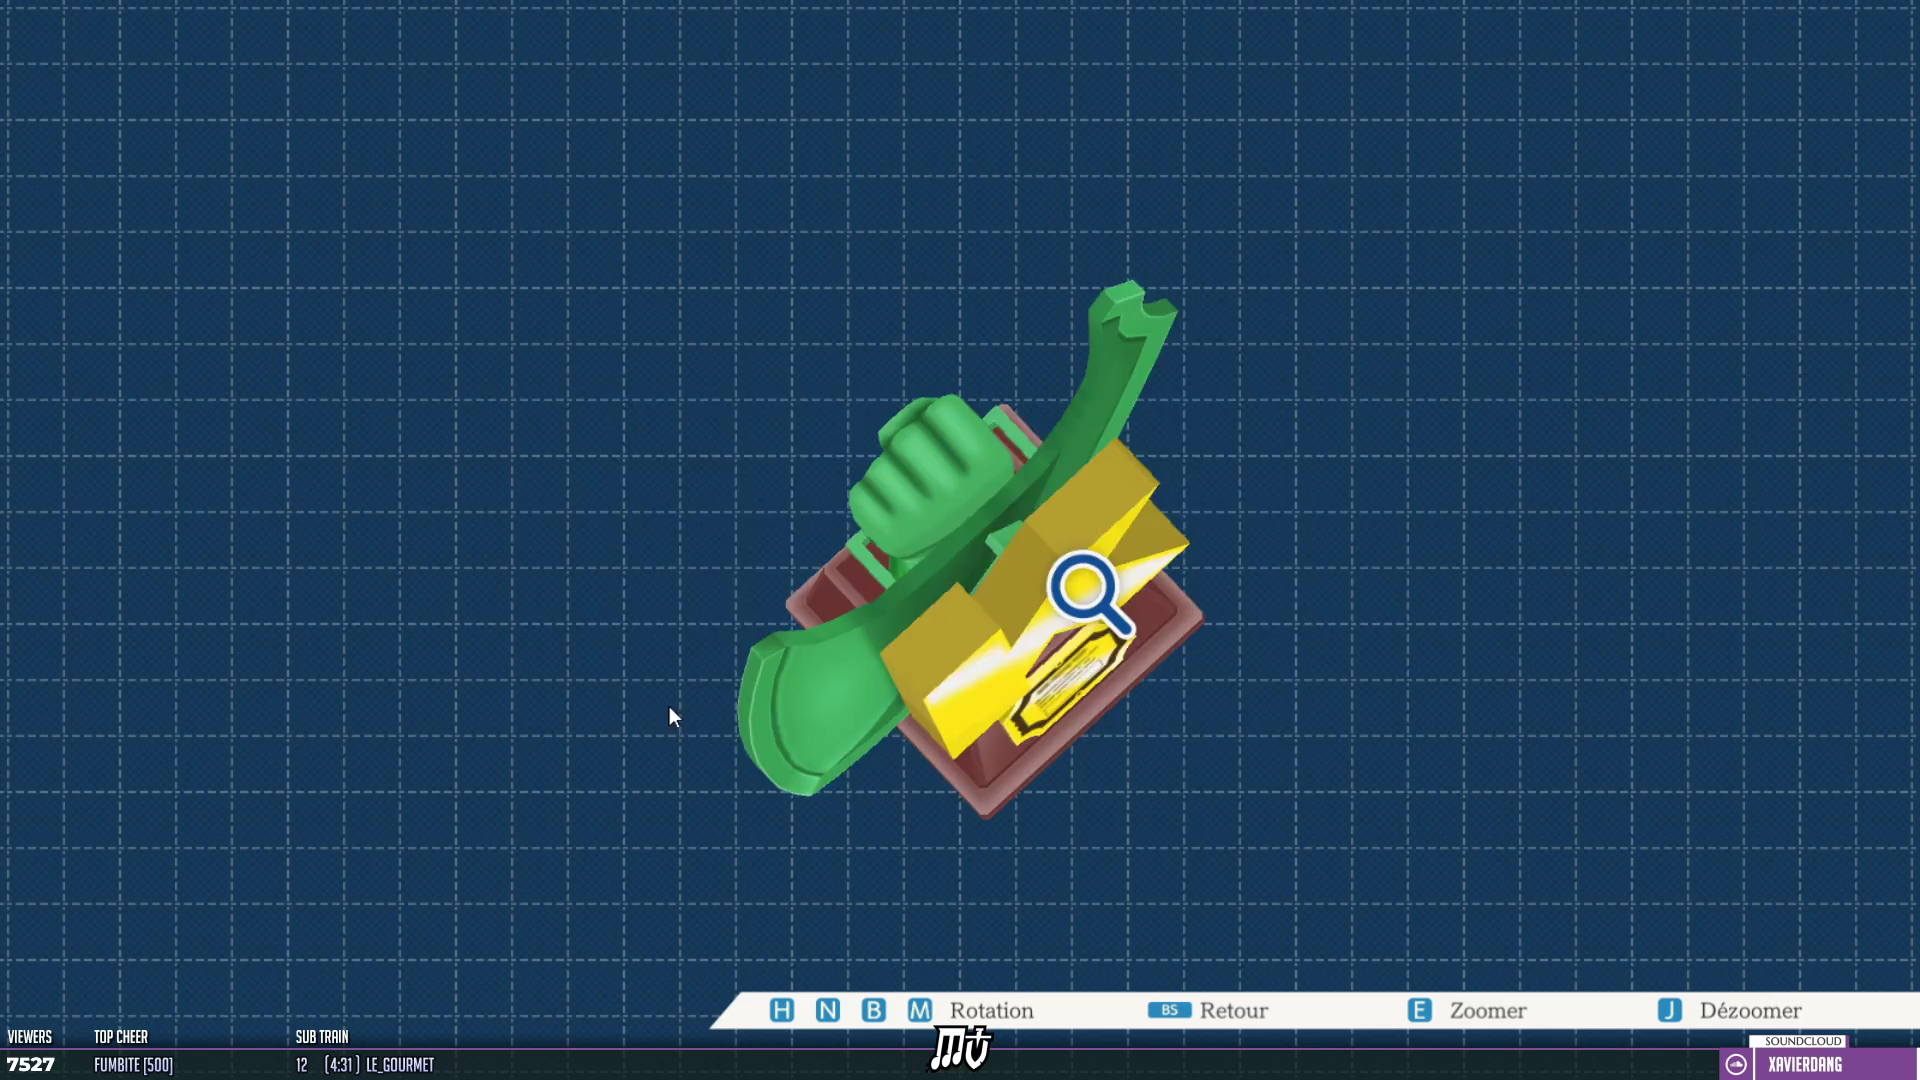 H N B M Rotation BS Retour E Zoomer J Dézoomer
VIEWERS TOP CHEER SUB TRAIN
7527 FUMBITE [500] 12 (4:31) LE_GOURMET
SOUNDCLOUD
XAVIERDANG